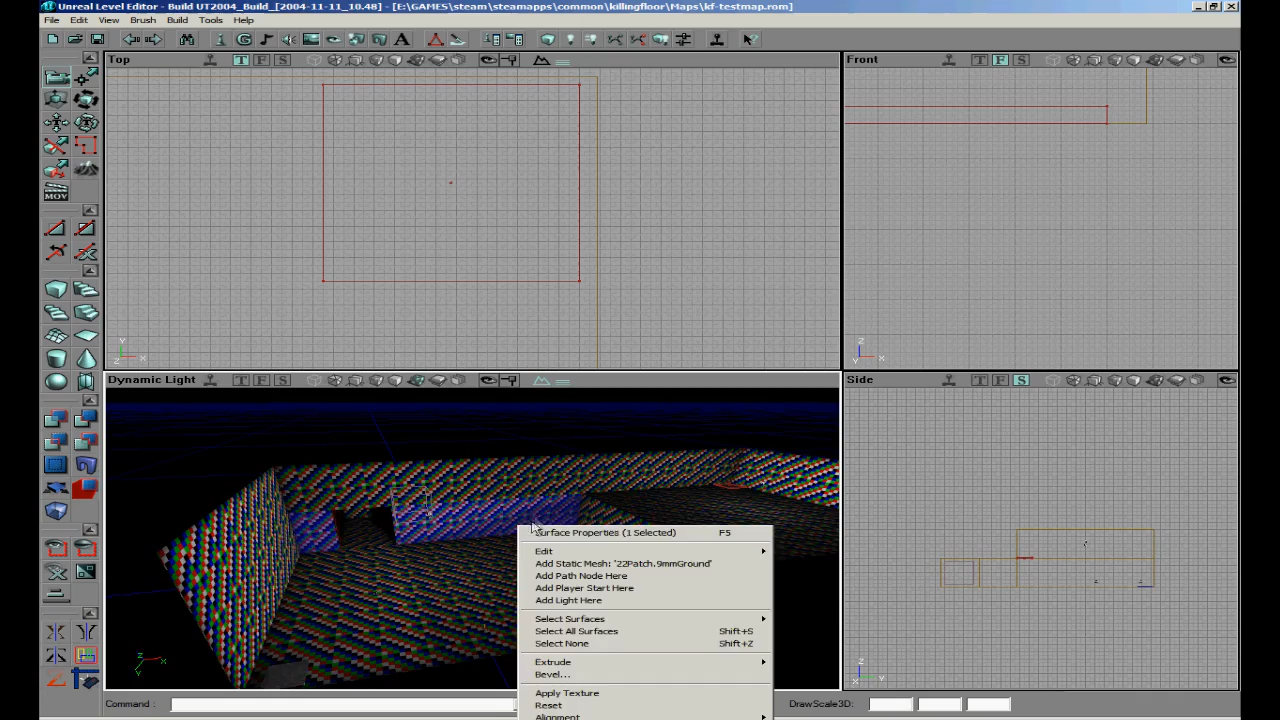 Unreal Level Editor - Build UT2004_Build_[2004-11-11_10.48] - [E:\GAMES\steam\steamapps\common\killingfloor\Maps\kf-testmap.rom]
File Edit View Brush Build Tools Help
MOV
Top T F S
Front T F S
Y
Z X
Z
Y X
Dynamic Light T F S
Side T F S
Surface Properties (1 Selected) F5
Edit
Add Static Mesh: '22Patch.9mmGround'
Add Path Node Here
Add Player Start Here
Add Light Here
Select Surfaces
Select All Surfaces Shift+S
Select None Shift+Z
Extrude
Bevel...
Apply Texture
Reset
Alignment
Z X
Y
Z
X Y
Command : DrawScale3D: